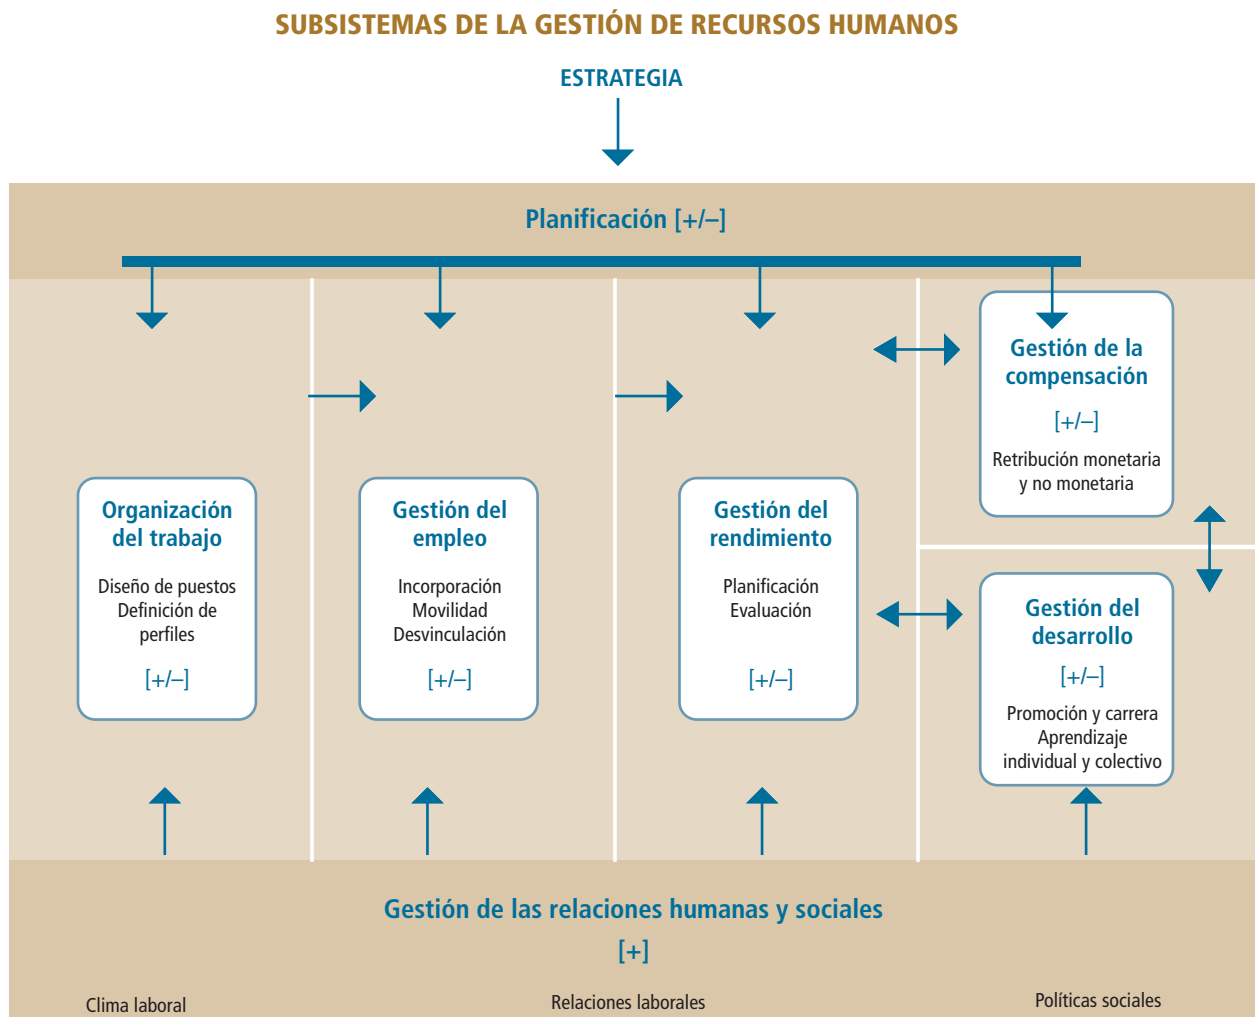 SUBSISTEMAS DE LA GESTIÓN DE RECURSOS HUMANOS
ESTRATEGIA
Planificación [+/–]
Organización
del trabajo
Diseño de puestos
Definición de
perfiles
[+/–]
Gestión del
empleo
Incorporación
Movilidad
Desvinculación
[+/–]
Gestión del
rendimiento
Planificación
Evaluación
[+/–]
Gestión de la
compensación
[+/–]
Retribución monetaria
y no monetaria
Gestión del
desarrollo
[+/–]
Promoción y carrera
Aprendizaje
individual y colectivo
Gestión de las relaciones humanas y sociales
[+]
Clima laboral
Relaciones laborales
Políticas sociales